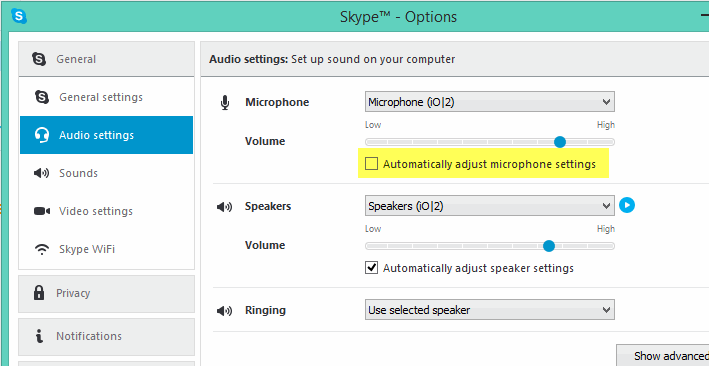 Skype™ - Options
General
General settings
Audio settings
Sounds
Video settings
Skype WiFi
Privacy
Notifications
Audio settings: Set up sound on your computer
Microphone Microphone (iO|2)
Low High
Volume
Automatically adjust microphone settings
Speakers Speakers (iO|2)
Low High
Volume
Automatically adjust speaker settings
Ringing Use selected speaker
Show advanced